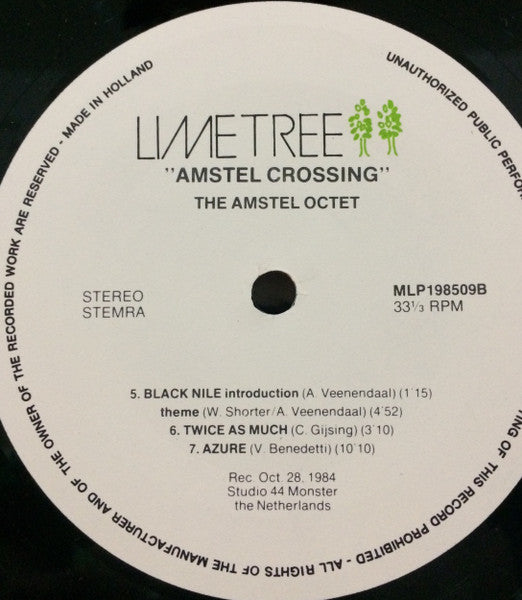 LIMETREE
"AMSTEL CROSSING"
THE AMSTEL OCTET
STEREO
STEMRA
MLP198509B
33⅓ RPM
5. BLACK NILE introduction (A. Veenendaal) (1'15)
theme (W. Shorter/A. Veenendaal) (4'52)
6. TWICE AS MUCH (C. Gijsing) (3'10)
7. AZURE (V. Benedetti) (10'10)
Rec. Oct. 28, 1984
Studio 44 Monster
the Netherlands
UNAUTHORIZED PUBLIC PERFOR
NG OF THIS RECORD PROHIBITED - ALL RIGHTS OF THE MANUFACTURER AND OF THE OWNER OF THE RECORDED WORK ARE RESERVED - MADE IN HOLLAND